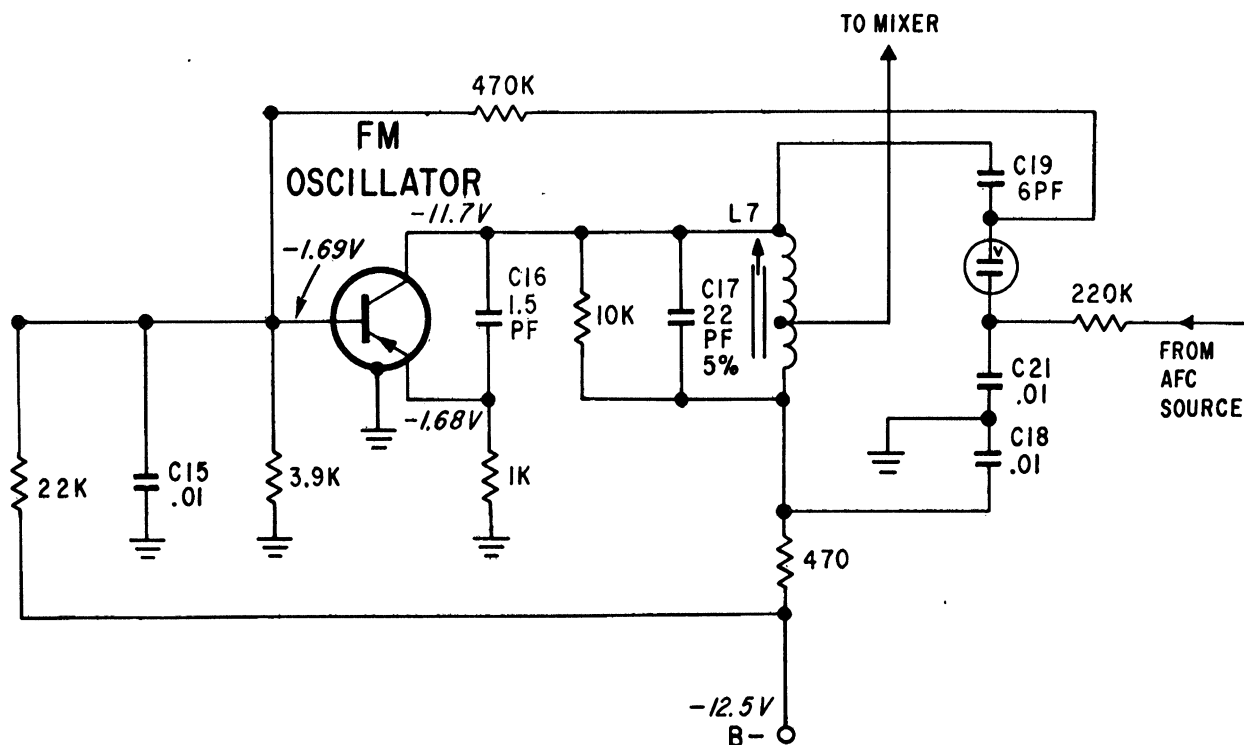 TO MIXER
470K
FM
OSCILLATOR
C19
6PF
-11.7V
L7
-1.69V
V
C16
1.5
PF
10K
C17
22
PF
5%
220K
FROM
AFC
SOURCE
C21
.01
-1.68V
C18
.01
22K
C15
.01
3.9K
1K
470
-12.5V
B-